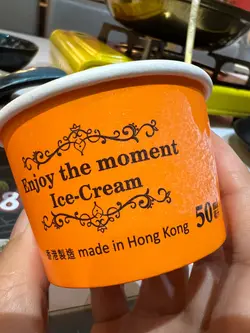 Enjoy the moment
Ice-Cream
香港製造 made in Hong Kong 50